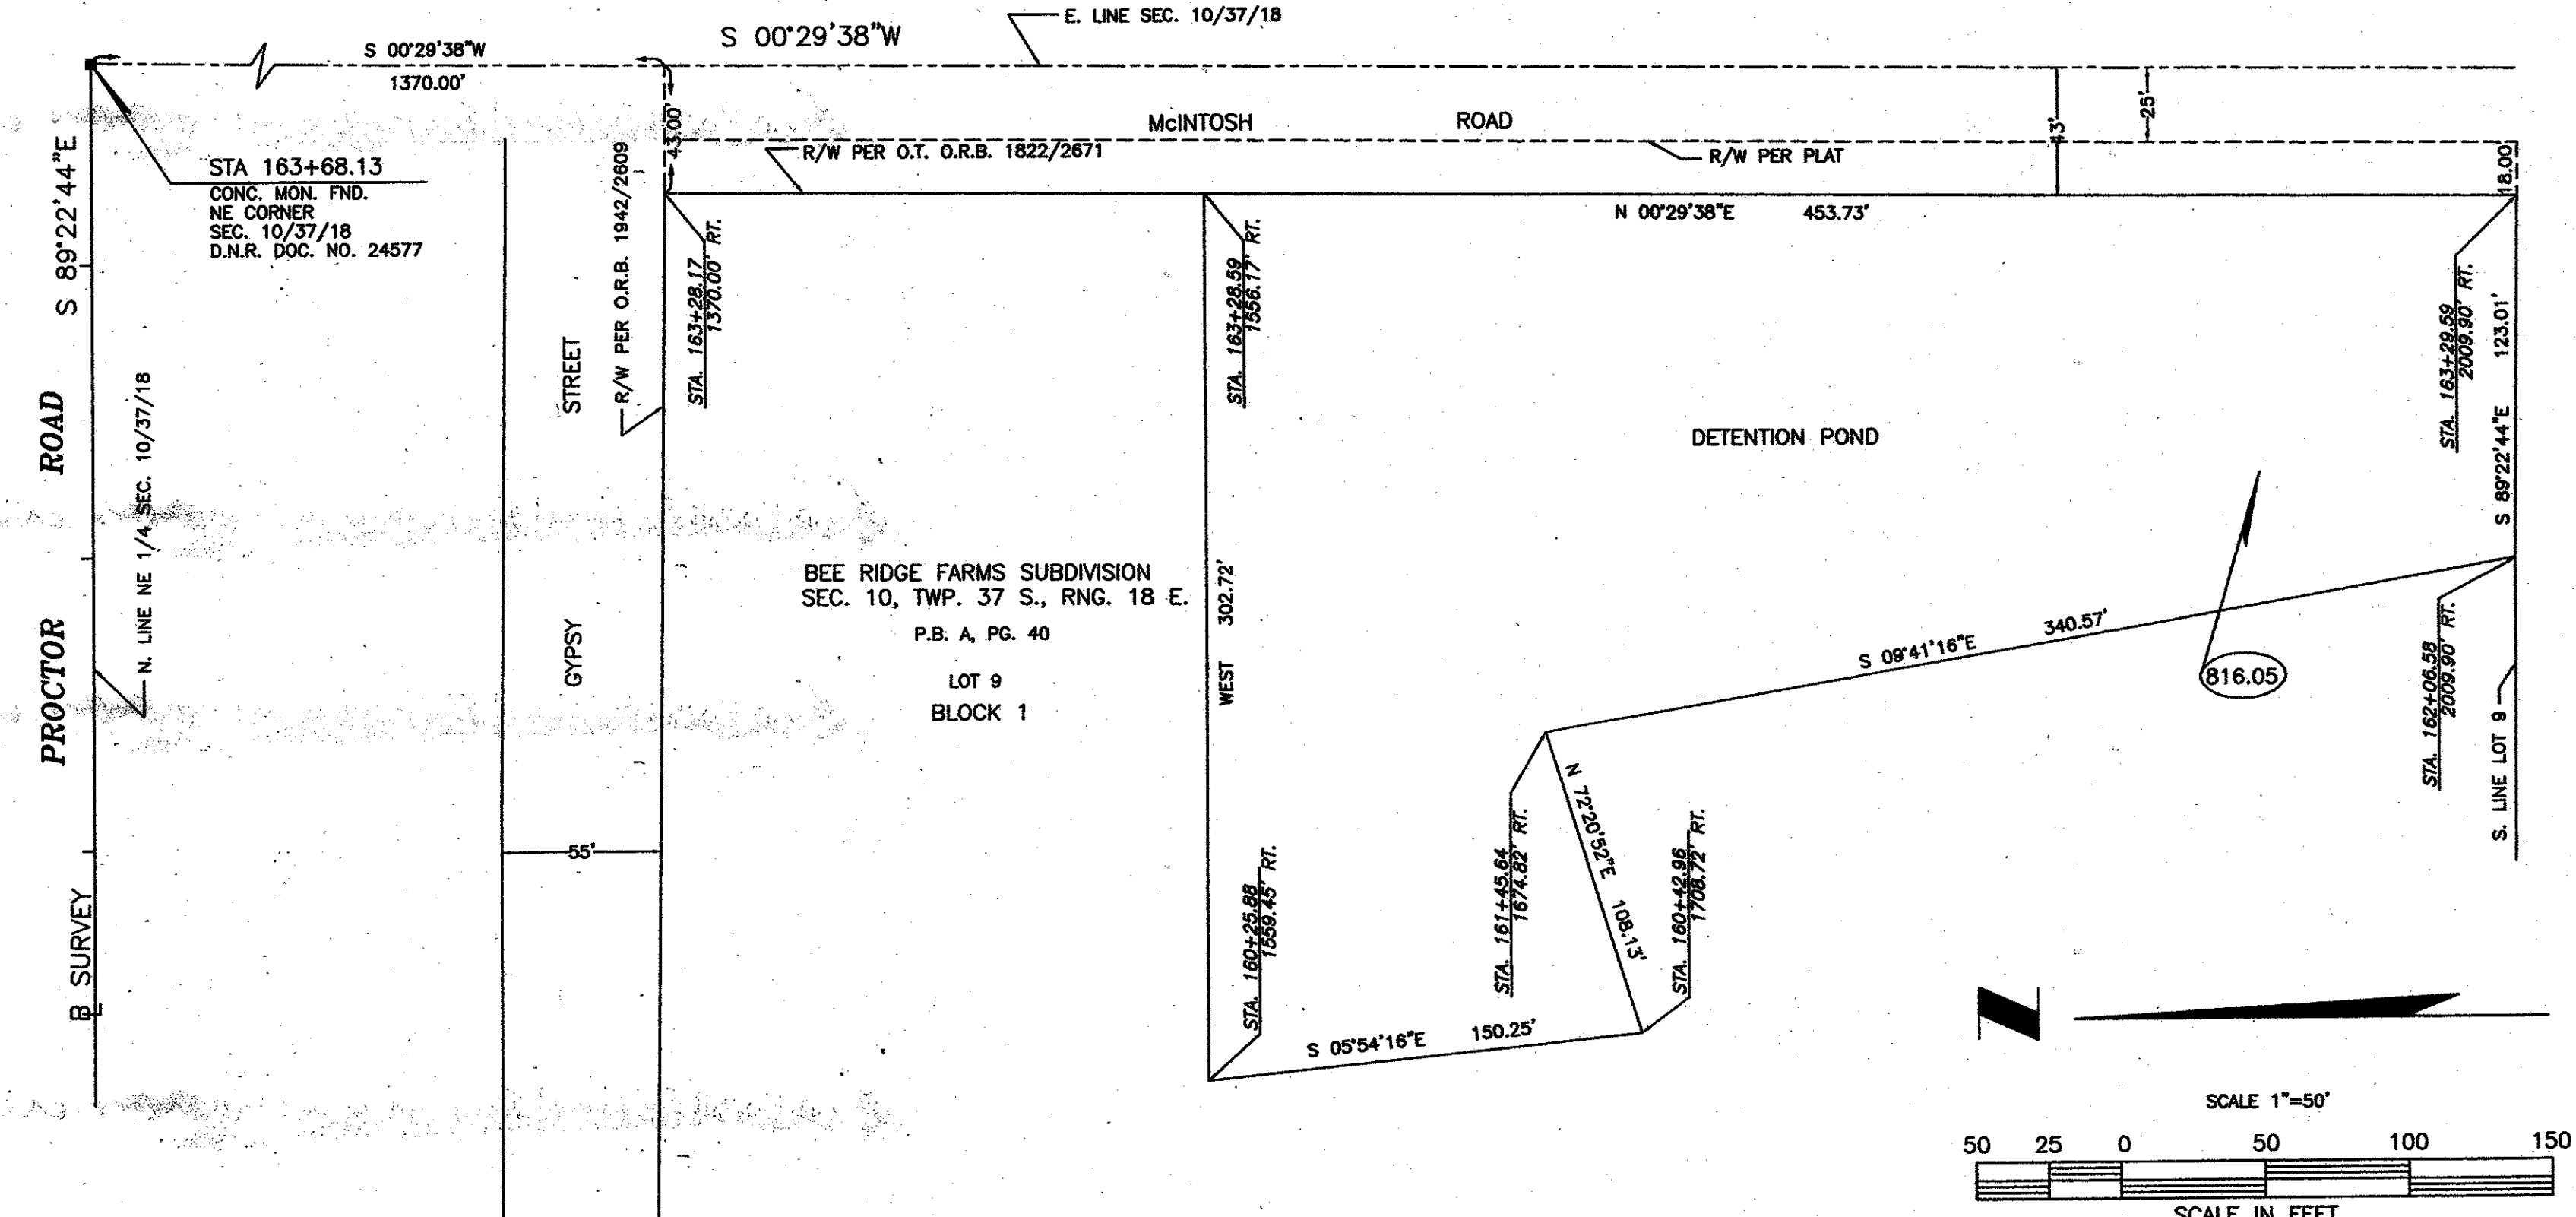 E. LINE SEC. 10/37/18
S 00°29'38"W
S 00°29'38"W
1370.00'
43.00'
McINTOSH ROAD
43'
25'
R/W PER O.T. O.R.B. 1822/2671
R/W PER PLAT
18.00'
S 89°22'44"E
STA 163+68.13
CONC. MON. FND.
NE CORNER
SEC. 10/37/18
D.N.R. DOC. NO. 24577
R/W PER O.R.B. 1942/2609
STA. 163+28.17
1370.00' RT.
STA. 163+28.59
1556.17' RT.
N 00°29'38"E 453.73'
STA. 163+29.59
2009.90' RT.
S 89°22'44"E 123.01'
PROCTOR ROAD
N. LINE NE 1/4 SEC. 10/37/18
GYPSY STREET
DETENTION POND
BEE RIDGE FARMS SUBDIVISION
SEC. 10, TWP. 37 S., RNG. 18 E.
P.B. A, PG. 40
LOT 9
BLOCK 1
WEST 302.72'
S 09°41'16"E 340.57'
816.05
STA. 162+06.58
2009.90' RT.
S. LINE LOT 9
N 72°20'52"E 108.13'
STA. 161+45.64
1674.82' RT.
STA. 160+42.96
1708.72' RT.
STA. 160+25.88
1559.45' RT.
S 05°54'16"E 150.25'
55'
B SURVEY
N
SCALE 1"=50'
50 25 0 50 100 150
SCALE IN FEET